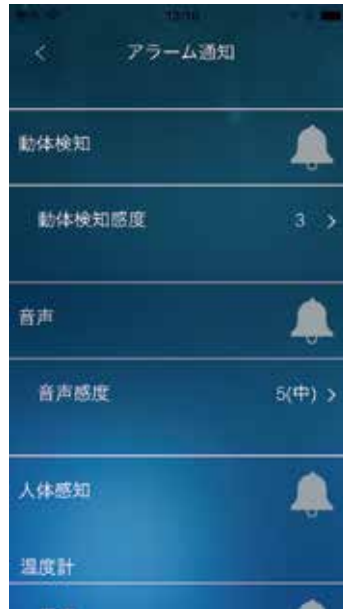 アラーム通知
動体検知
動体検知感度 3
音声
音声感度 5(中)
人体感知
温度計